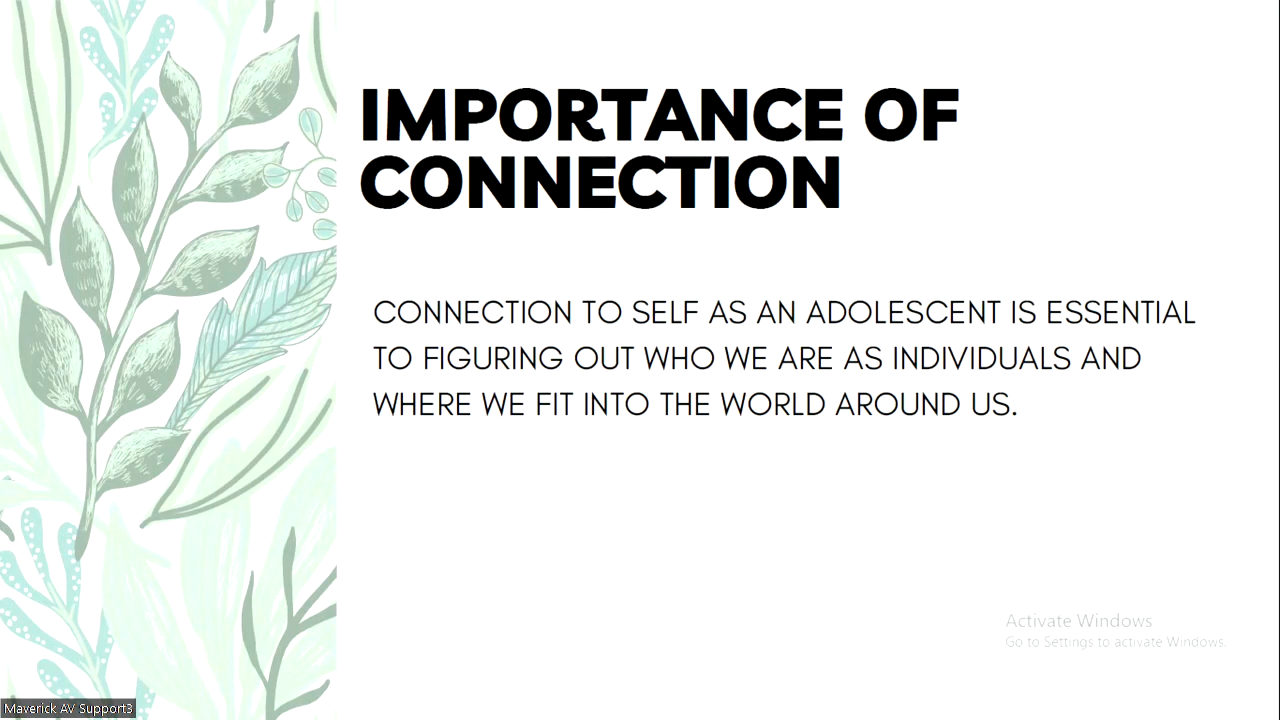 IMPORTANCE OF
CONNECTION
CONNECTION TO SELF AS AN ADOLESCENT IS ESSENTIAL
TO FIGURING OUT WHO WE ARE AS INDIVIDUALS AND
WHERE WE FIT INTO THE WORLD AROUND US.
Activate Windows
Go to Settings to activate Windows.
Maverick AV Support3